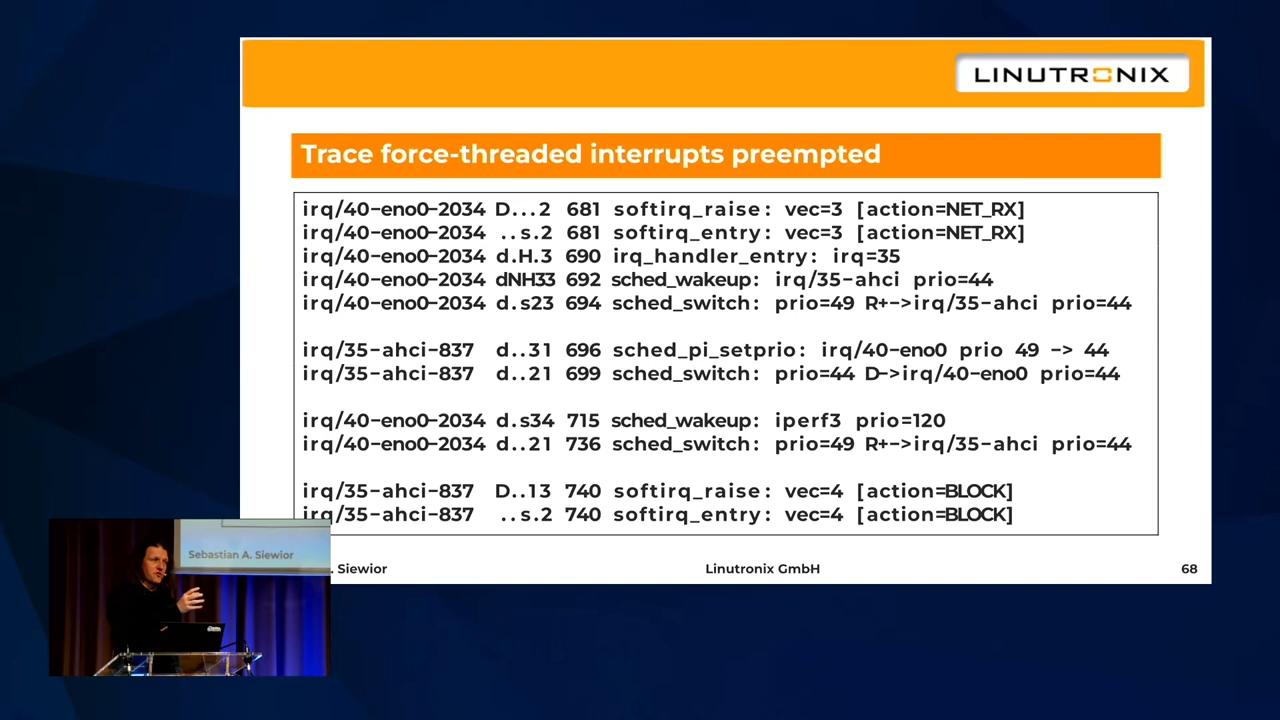 LINUTRONIX
Trace force-threaded interrupts preempted
irq/40-eno0-2034 D...2 681 softirq_raise: vec=3 [action=NET_RX]
irq/40-eno0-2034 ..s.2 681 softirq_entry: vec=3 [action=NET_RX]
irq/40-eno0-2034 d.H.3 690 irq_handler_entry: irq=35
irq/40-eno0-2034 dNH33 692 sched_wakeup: irq/35-ahci prio=44
irq/40-eno0-2034 d.s23 694 sched_switch: prio=49 R+->irq/35-ahci prio=44
irq/35-ahci-837 d..31 696 sched_pi_setprio: irq/40-eno0 prio 49 -> 44
irq/35-ahci-837 d..21 699 sched_switch: prio=44 D->irq/40-eno0 prio=44
irq/40-eno0-2034 d.s34 715 sched_wakeup: iperf3 prio=120
irq/40-eno0-2034 d..21 736 sched_switch: prio=49 R+->irq/35-ahci prio=44
irq/35-ahci-837 D..13 740 softirq_raise: vec=4 [action=BLOCK]
irq/35-ahci-837 ..s.2 740 softirq_entry: vec=4 [action=BLOCK]
Sebastian A. Siewior
. Siewior
Linutronix GmbH
68